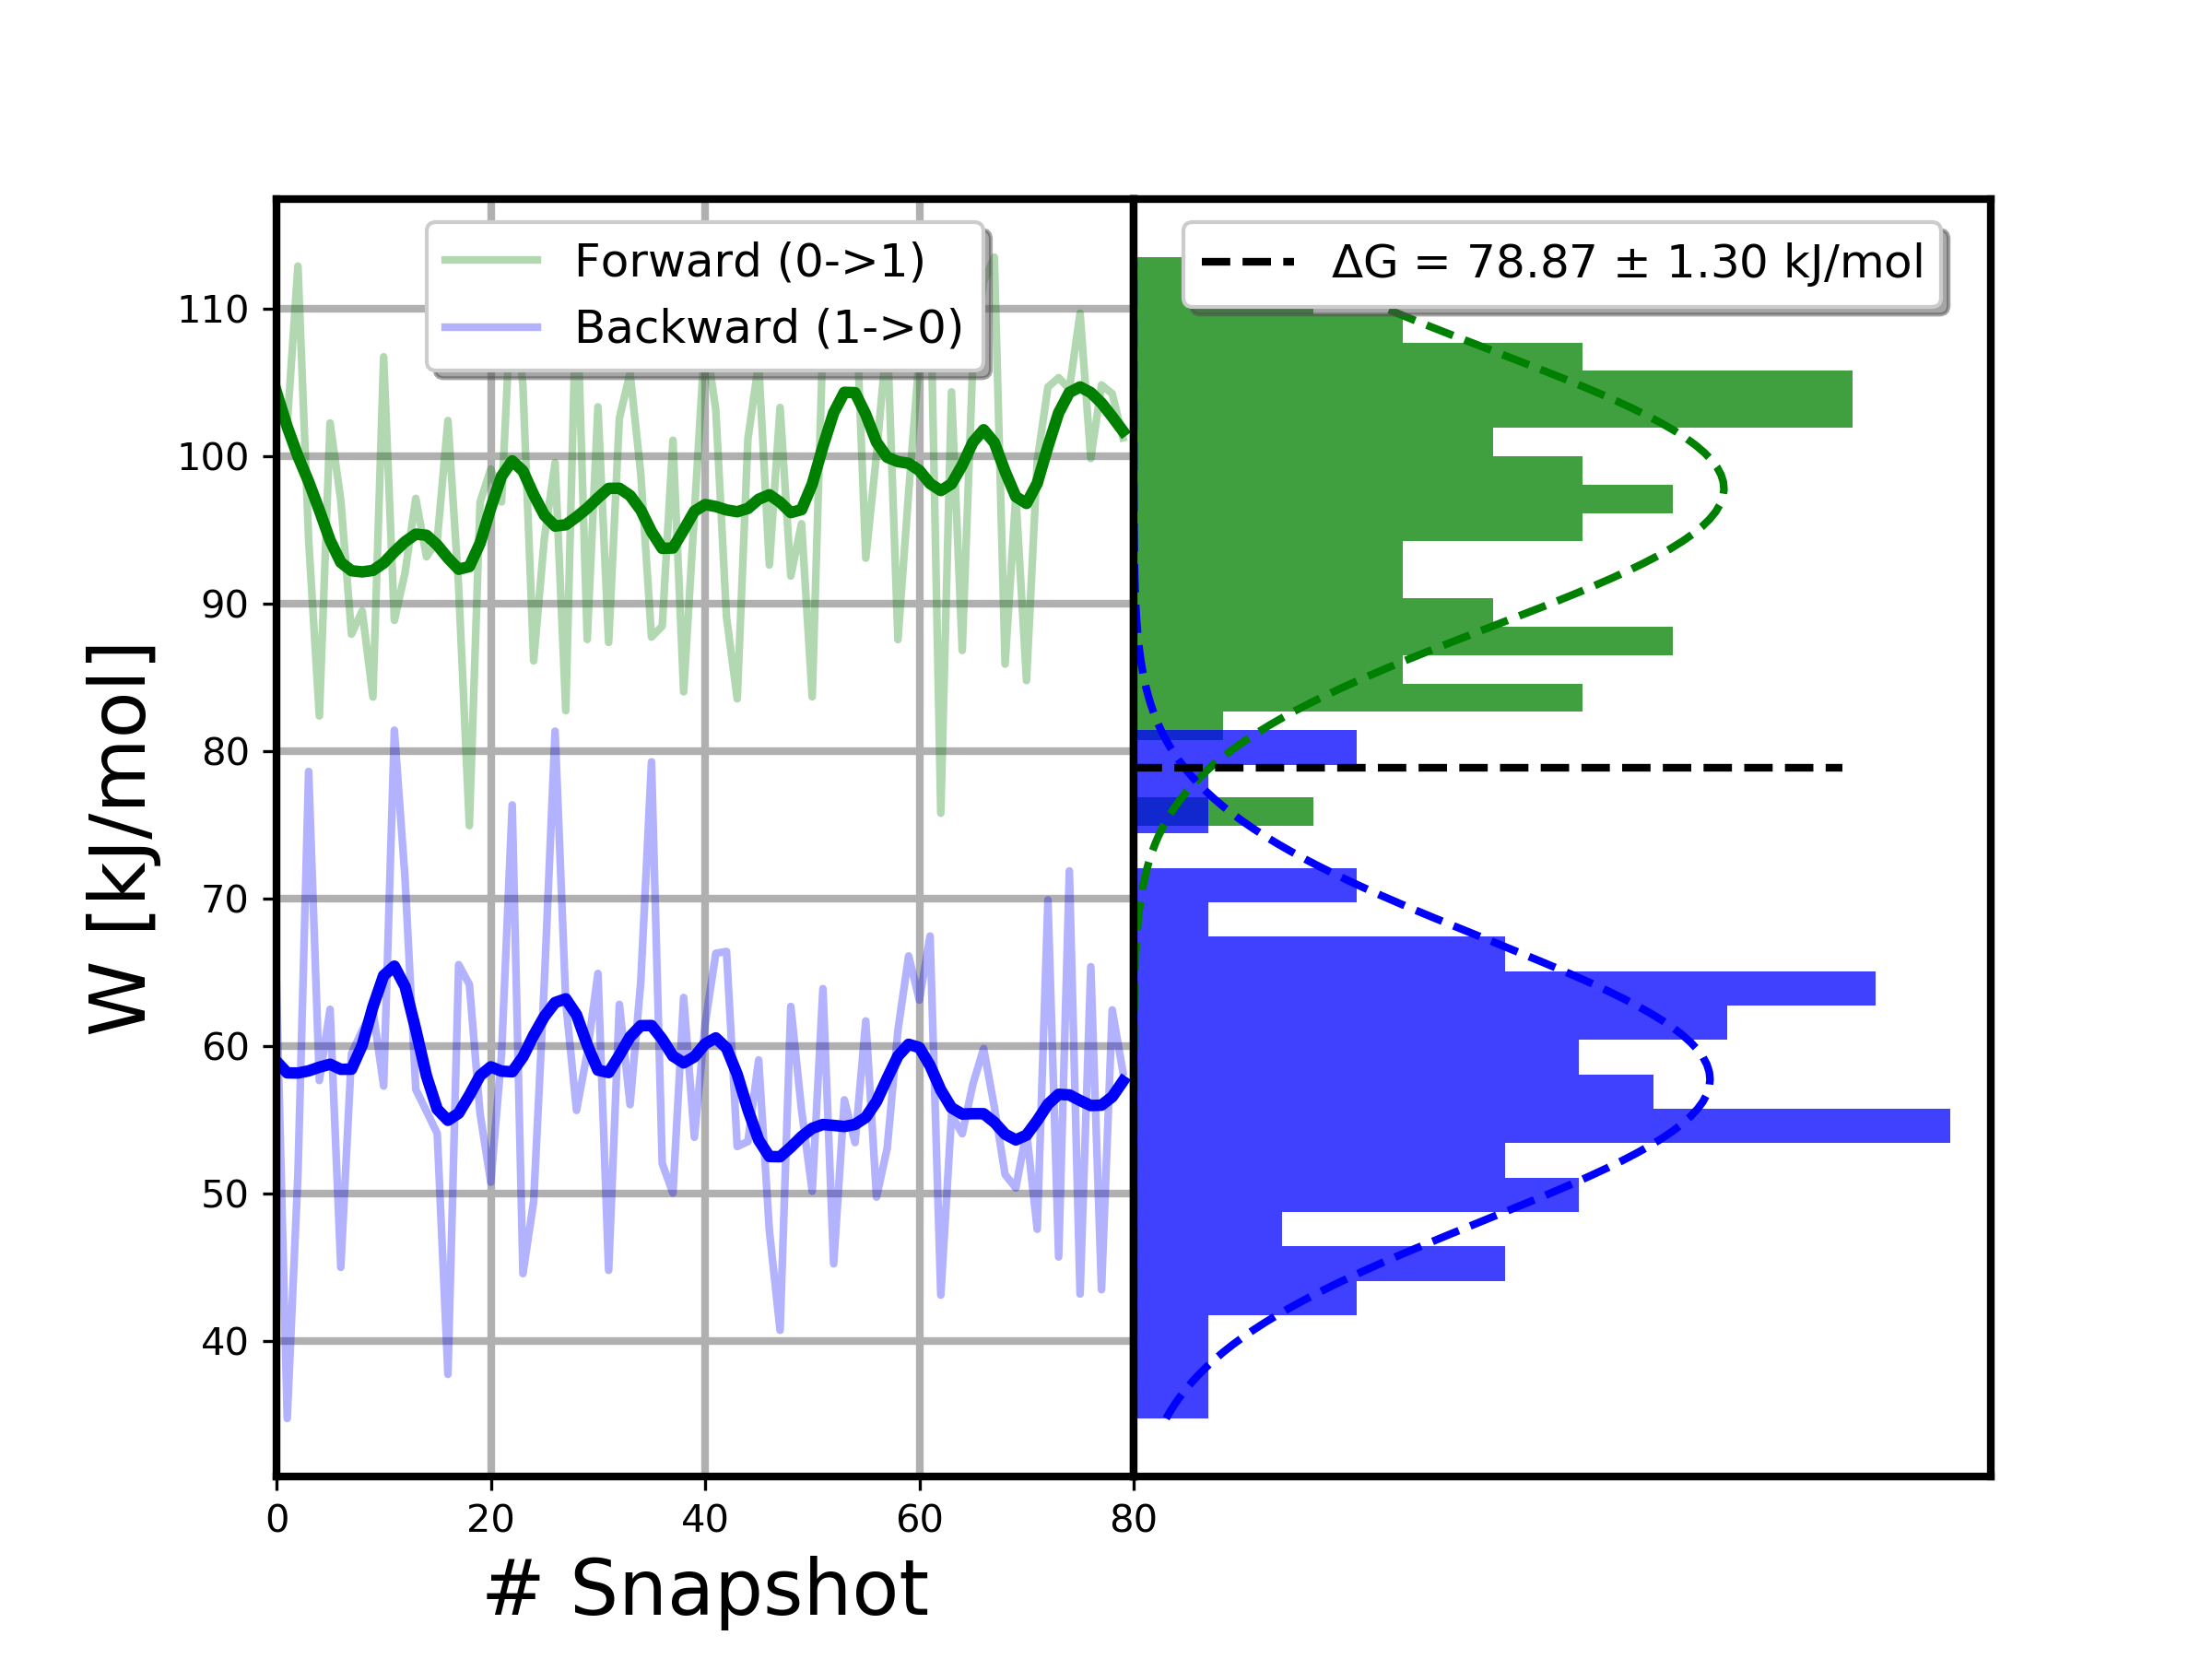 Forward (0->1)
Backward (1->0)
ΔG = 78.87 ± 1.30 kJ/mol
W [kJ/mol]
110
100
90
80
70
60
50
40
0 20 40 60 80
# Snapshot